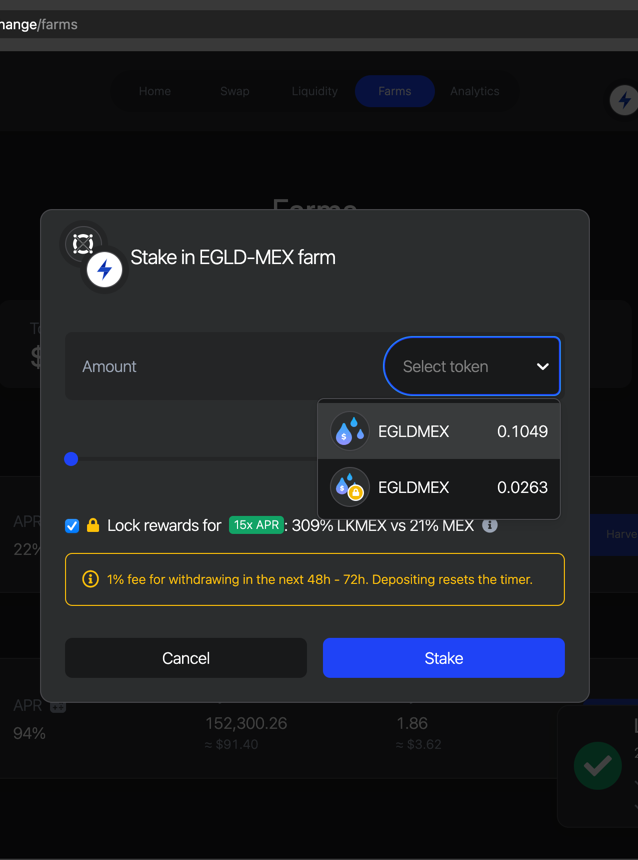 hange/farms
Home Swap Liquidity Farms Analytics
Farms
Stake in EGLD-MEX farm
Amount
Select token
EGLDMEX 0.1049
EGLDMEX 0.0263
Lock rewards for 15x APR : 309% LKMEX vs 21% MEX
1% fee for withdrawing in the next 48h - 72h. Depositing resets the timer.
Cancel Stake
APR
22%
Harve
APR
94%
152,300.26
≈ $91.40
1.86
≈ $3.62